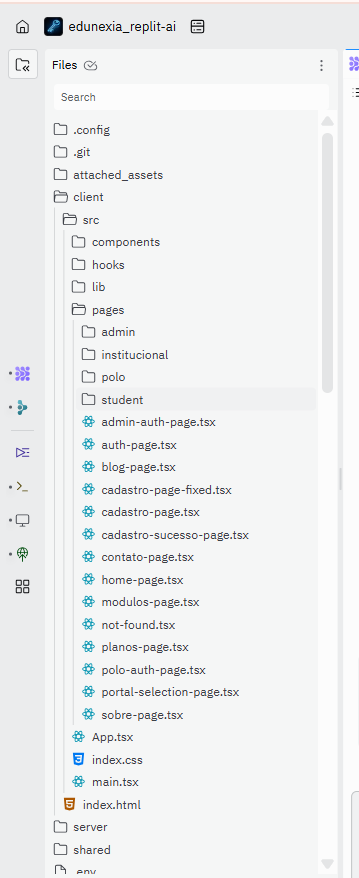 edunexia_replit-ai
Files
Search
.config
.git
attached_assets
client
src
components
hooks
lib
pages
admin
institucional
polo
student
admin-auth-page.tsx
auth-page.tsx
blog-page.tsx
cadastro-page-fixed.tsx
cadastro-page.tsx
cadastro-sucesso-page.tsx
contato-page.tsx
home-page.tsx
modulos-page.tsx
not-found.tsx
planos-page.tsx
polo-auth-page.tsx
portal-selection-page.tsx
sobre-page.tsx
App.tsx
index.css
main.tsx
index.html
server
shared
.env